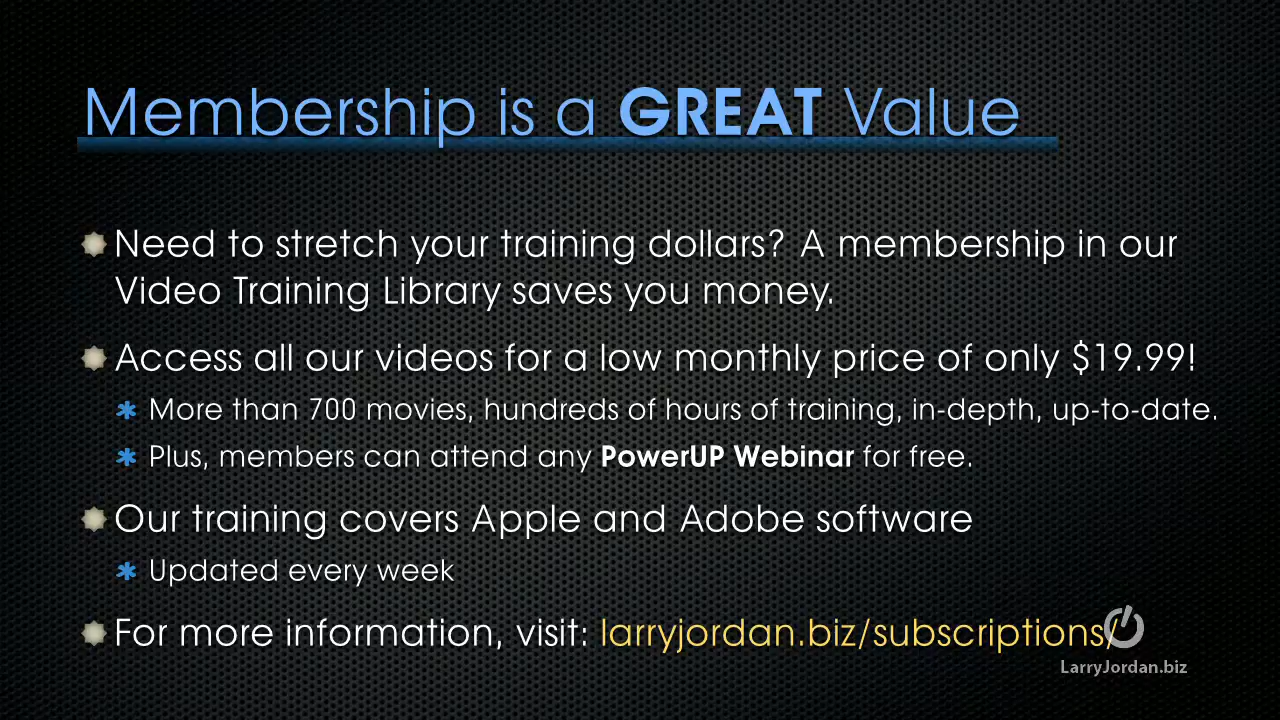 Membership is a GREAT Value
Need to stretch your training dollars? A membership in our
Video Training Library saves you money.
Access all our videos for a low monthly price of only $19.99!
More than 700 movies, hundreds of hours of training, in-depth, up-to-date.
Plus, members can attend any PowerUP Webinar for free.
Our training covers Apple and Adobe software
Updated every week
For more information, visit: larryjordan.biz/subscriptions/
LarryJordan.biz